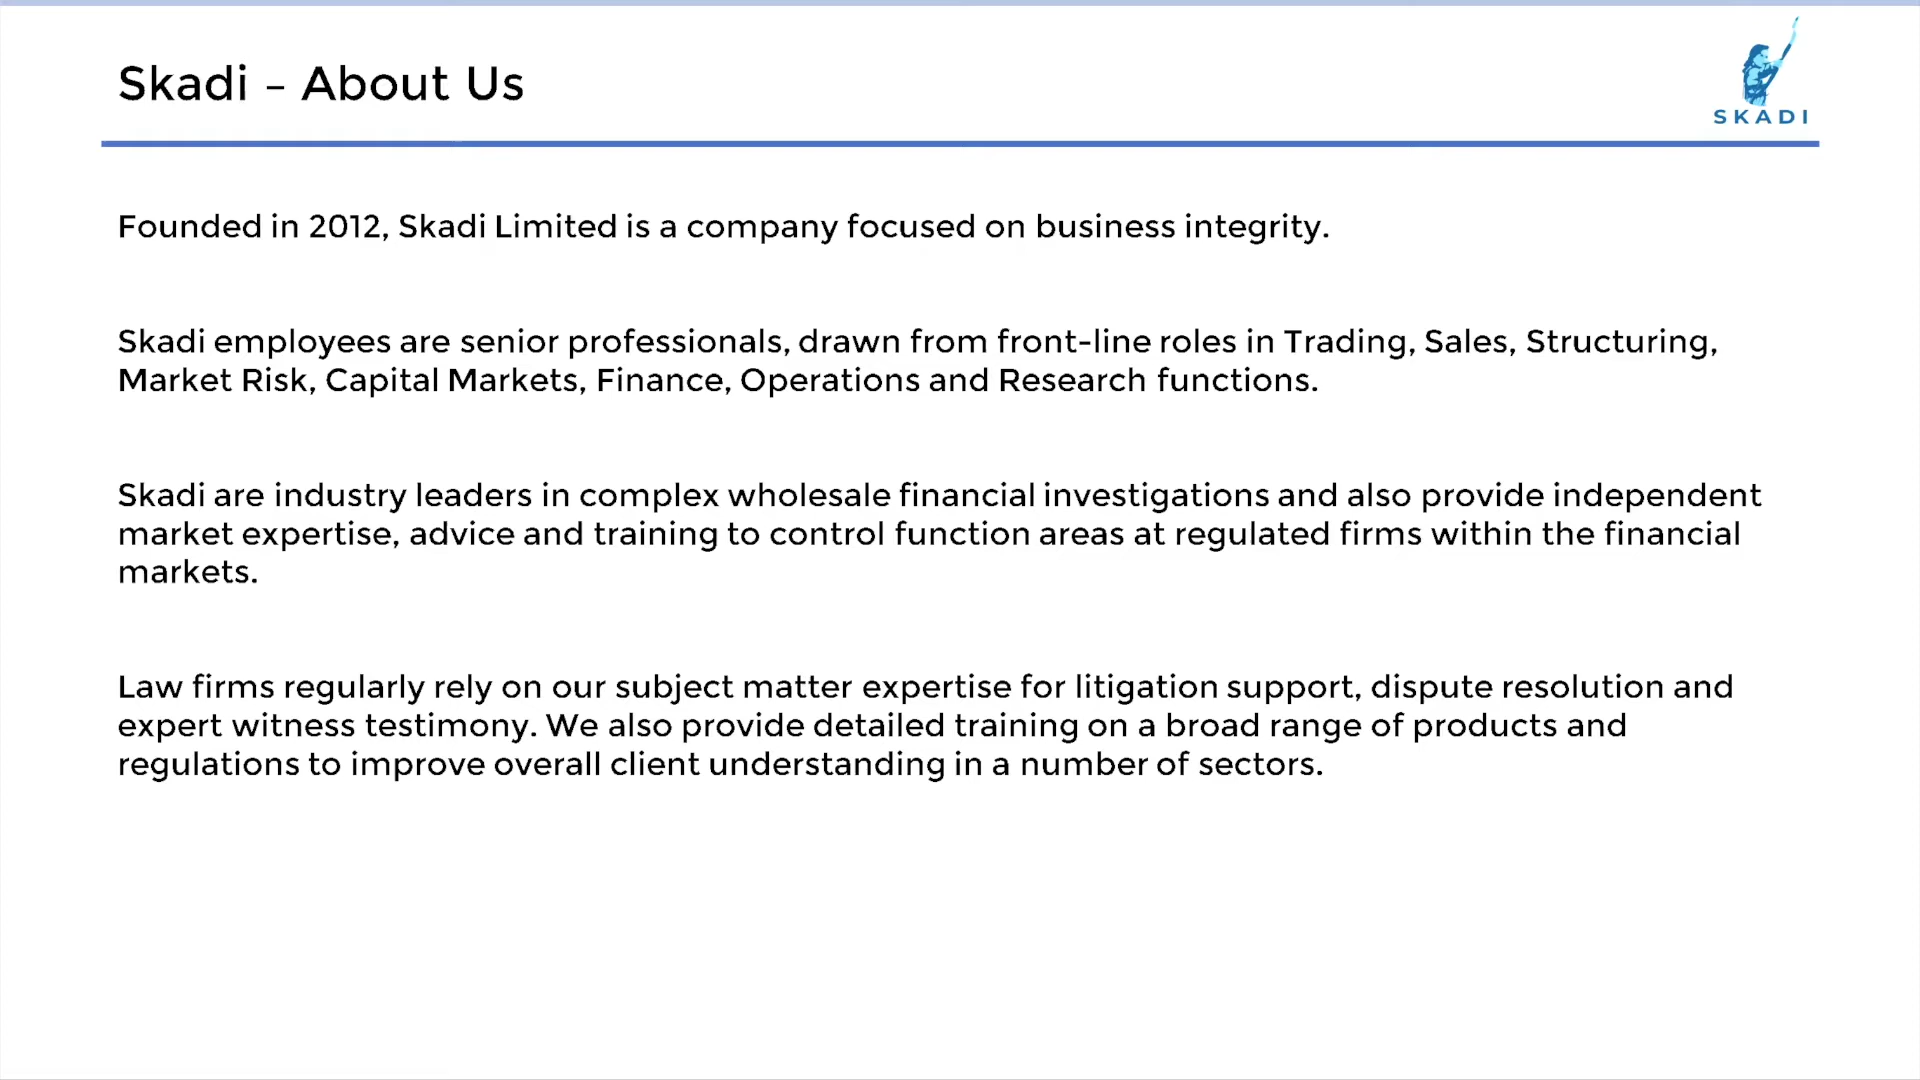 Skadi – About Us
SKADI
Founded in 2012, Skadi Limited is a company focused on business integrity.
Skadi employees are senior professionals, drawn from front-line roles in Trading, Sales, Structuring,
Market Risk, Capital Markets, Finance, Operations and Research functions.
Skadi are industry leaders in complex wholesale financial investigations and also provide independent
market expertise, advice and training to control function areas at regulated firms within the financial
markets.
Law firms regularly rely on our subject matter expertise for litigation support, dispute resolution and
expert witness testimony. We also provide detailed training on a broad range of products and
regulations to improve overall client understanding in a number of sectors.